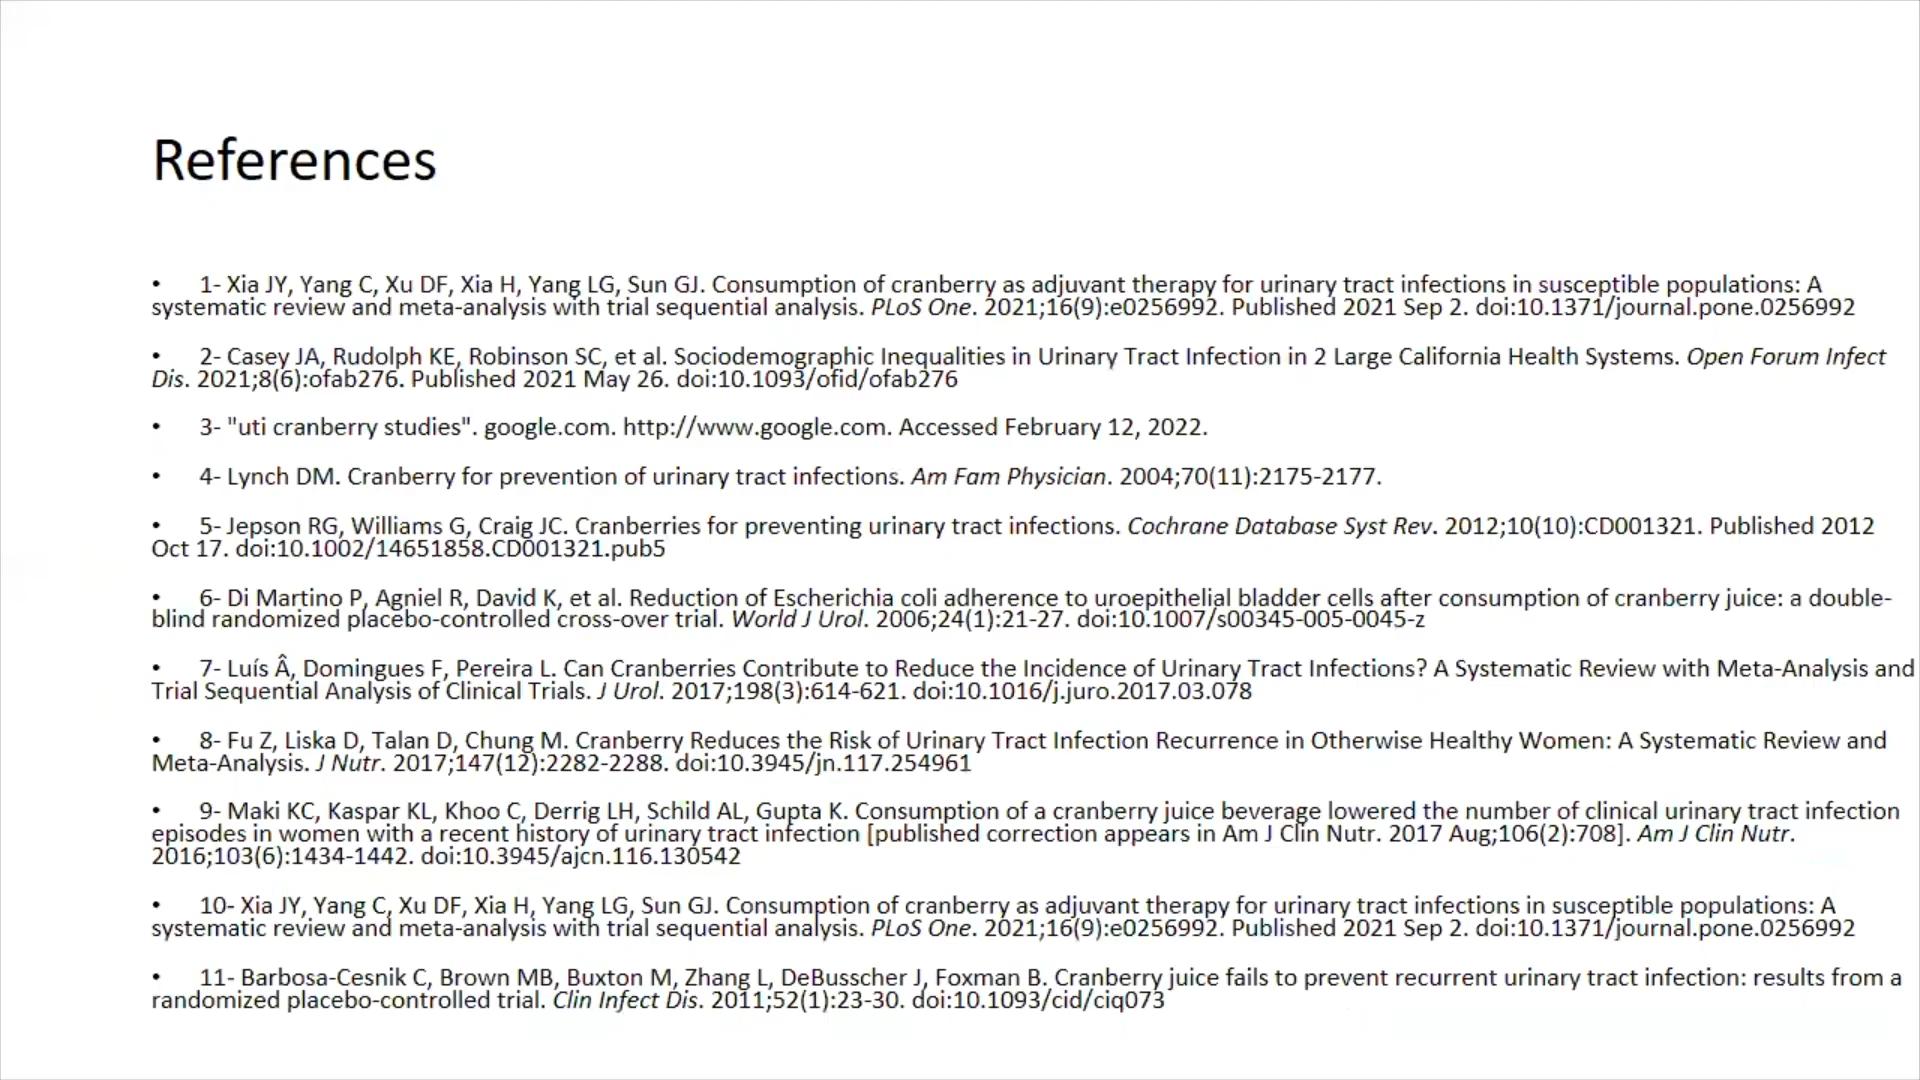 References
• 1- Xia JY, Yang C, Xu DF, Xia H, Yang LG, Sun GJ. Consumption of cranberry as adjuvant therapy for urinary tract infections in susceptible populations: A
systematic review and meta-analysis with trial sequential analysis. PLoS One. 2021;16(9):e0256992. Published 2021 Sep 2. doi:10.1371/journal.pone.0256992
• 2- Casey JA, Rudolph KE, Robinson SC, et al. Sociodemographic Inequalities in Urinary Tract Infection in 2 Large California Health Systems. Open Forum Infect
Dis. 2021;8(6):ofab276. Published 2021 May 26. doi:10.1093/ofid/ofab276
• 3- "uti cranberry studies". google.com. http://www.google.com. Accessed February 12, 2022.
• 4- Lynch DM. Cranberry for prevention of urinary tract infections. Am Fam Physician. 2004;70(11):2175-2177.
• 5- Jepson RG, Williams G, Craig JC. Cranberries for preventing urinary tract infections. Cochrane Database Syst Rev. 2012;10(10):CD001321. Published 2012
Oct 17. doi:10.1002/14651858.CD001321.pub5
• 6- Di Martino P, Agniel R, David K, et al. Reduction of Escherichia coli adherence to uroepithelial bladder cells after consumption of cranberry juice: a double-
blind randomized placebo-controlled cross-over trial. World J Urol. 2006;24(1):21-27. doi:10.1007/s00345-005-0045-z
• 7- Luís Â, Domingues F, Pereira L. Can Cranberries Contribute to Reduce the Incidence of Urinary Tract Infections? A Systematic Review with Meta-Analysis and
Trial Sequential Analysis of Clinical Trials. J Urol. 2017;198(3):614-621. doi:10.1016/j.juro.2017.03.078
• 8- Fu Z, Liska D, Talan D, Chung M. Cranberry Reduces the Risk of Urinary Tract Infection Recurrence in Otherwise Healthy Women: A Systematic Review and
Meta-Analysis. J Nutr. 2017;147(12):2282-2288. doi:10.3945/jn.117.254961
• 9- Maki KC, Kaspar KL, Khoo C, Derrig LH, Schild AL, Gupta K. Consumption of a cranberry juice beverage lowered the number of clinical urinary tract infection
episodes in women with a recent history of urinary tract infection [published correction appears in Am J Clin Nutr. 2017 Aug;106(2):708]. Am J Clin Nutr.
2016;103(6):1434-1442. doi:10.3945/ajcn.116.130542
• 10- Xia JY, Yang C, Xu DF, Xia H, Yang LG, Sun GJ. Consumption of cranberry as adjuvant therapy for urinary tract infections in susceptible populations: A
systematic review and meta-analysis with trial sequential analysis. PLoS One. 2021;16(9):e0256992. Published 2021 Sep 2. doi:10.1371/journal.pone.0256992
• 11- Barbosa-Cesnik C, Brown MB, Buxton M, Zhang L, DeBusscher J, Foxman B. Cranberry juice fails to prevent recurrent urinary tract infection: results from a
randomized placebo-controlled trial. Clin Infect Dis. 2011;52(1):23-30. doi:10.1093/cid/ciq073